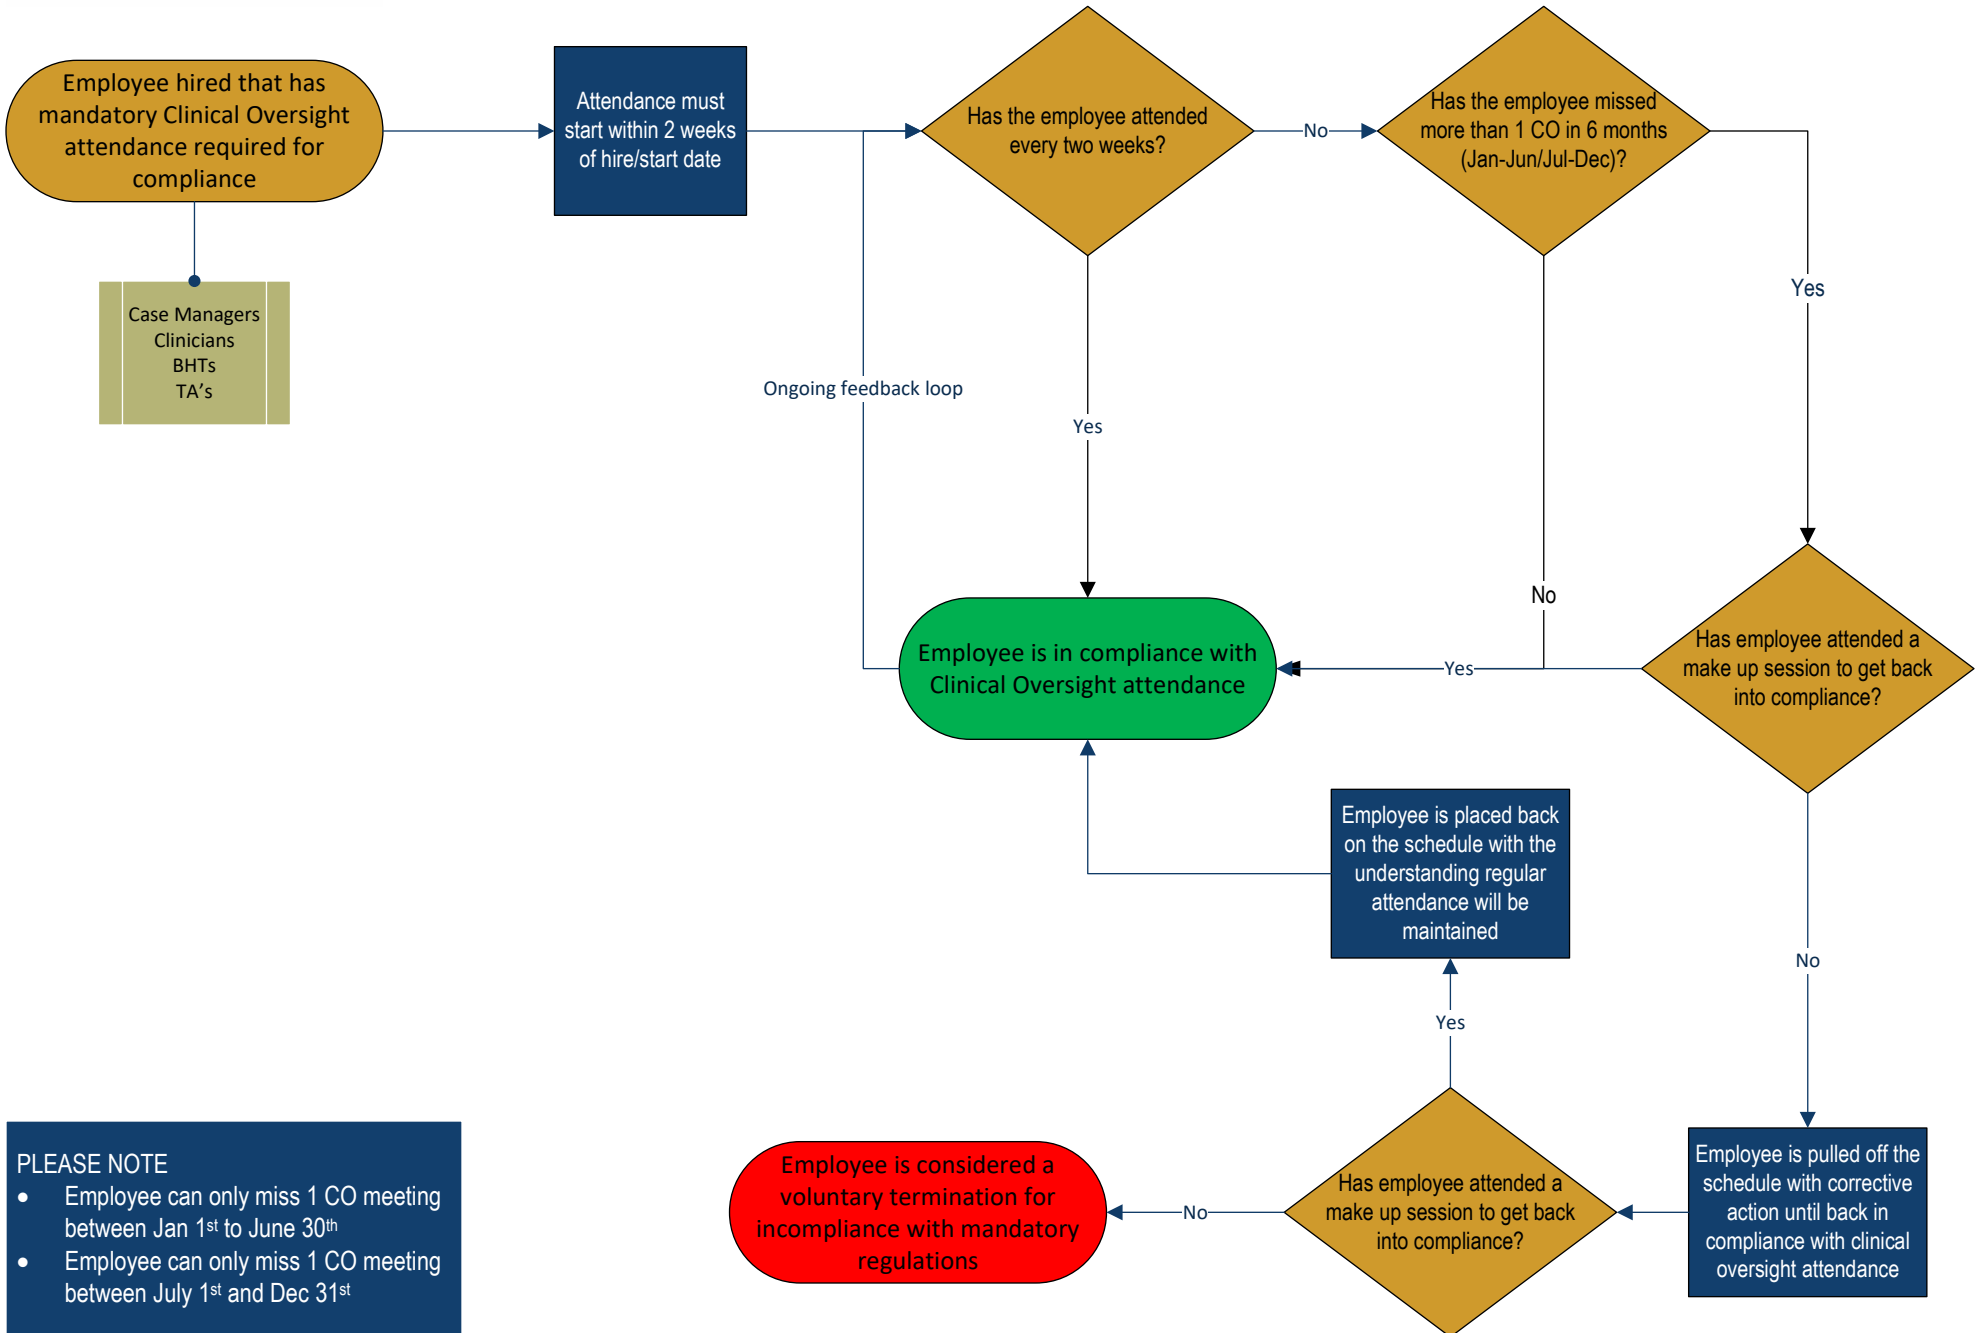 Employee hired that has
mandatory Clinical Oversight
attendance required for
compliance
Attendance must
start within 2 weeks
of hire/start date
Has the employee attended
every two weeks?
No
Has the employee missed
more than 1 CO in 6 months
(Jan-Jun/Jul-Dec)?
Case Managers
Clinicians
BHTs
TA's
Ongoing feedback loop
Yes
Yes
No
Employee is in compliance with
Clinical Oversight attendance
Yes
Has employee attended a
make up session to get back
into compliance?
Employee is placed back
on the schedule with the
understanding regular
attendance will be
maintained
No
Yes
PLEASE NOTE
• Employee can only miss 1 CO meeting
between Jan 1st to June 30th
• Employee can only miss 1 CO meeting
between July 1st and Dec 31st
Employee is considered a
voluntary termination for
incompliance with mandatory
regulations
No
Has employee attended a
make up session to get back
into compliance?
Employee is pulled off the
schedule with corrective
action until back in
compliance with clinical
oversight attendance